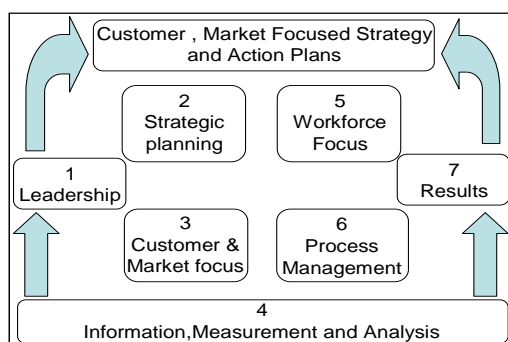 Customer , Market Focused Strategy
and Action Plans
2
Strategic
planning
5
Workforce
Focus
1
Leadership
7
Results
3
Customer &
Market focus
6
Process
Management
4
Information,Measurement and Analysis